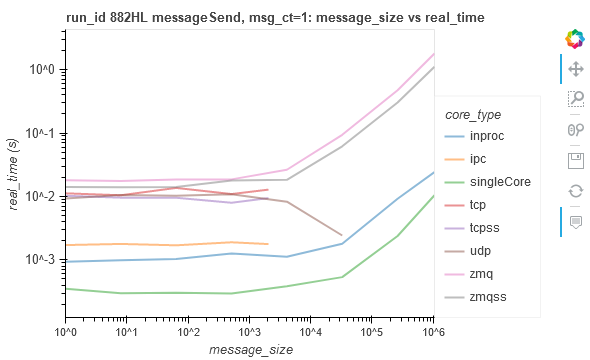 run_id 882HL messageSend, msg_ct=1: message_size vs real_time
real_time (s)
10^0
10^-1
10^-2
10^-3
10^0 10^1 10^2 10^3 10^4 10^5 10^6
message_size
core_type
inproc
ipc
singleCore
tcp
tcpss
udp
zmq
zmqss